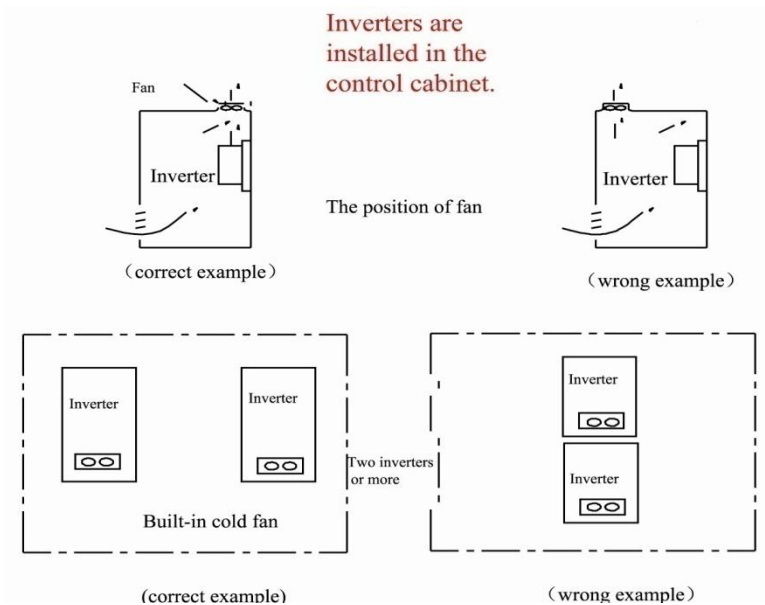 Inverters are
installed in the
control cabinet.
Fan
Inverter
Inverter
The position of fan
（correct example）
（wrong example）
Inverter
Inverter
Inverter
Two inverters
or more
Inverter
Built-in cold fan
(correct example)
（wrong example）